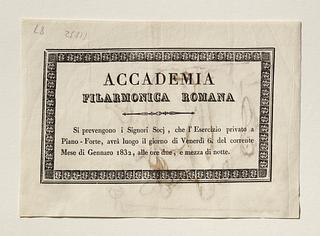 ACCADEMIA
FILARMONICA ROMANA
Si prevengono i Signori Socj, che l'Esercizio privato a
Piano-Forte, avrà luogo il giorno di Venerdì 6. del corrente
Mese di Gennaro 1832, alle ore due, e mezza di notte.